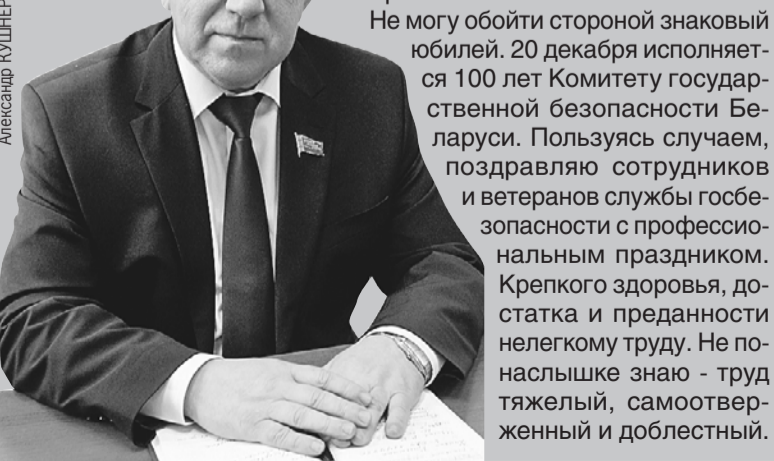 Александр КУШНЕР
Не могу обойти стороной знаковый
юбилей. 20 декабря исполняет-
ся 100 лет Комитету государ-
ственной безопасности Бе-
ларуси. Пользуясь случаем,
поздравляю сотрудников
и ветеранов службы госбе-
зопасности с профессио-
нальным праздником.
Крепкого здоровья, до-
статка и преданности
нелегкому труду. Не по-
наслышке знаю - труд
тяжелый, самоотвер-
женный и доблестный.